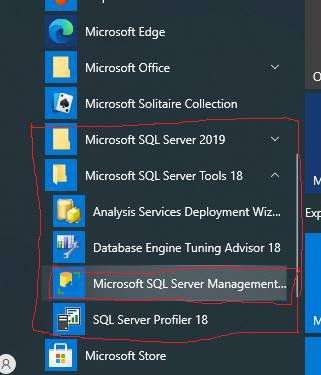 Microsoft Edge
Microsoft Office
Microsoft Solitaire Collection
Microsoft SQL Server 2019
Microsoft SQL Server Tools 18
Analysis Services Deployment Wiz...
Database Engine Tuning Advisor 18
Microsoft SQL Server Management...
SQL Server Profiler 18
Microsoft Store